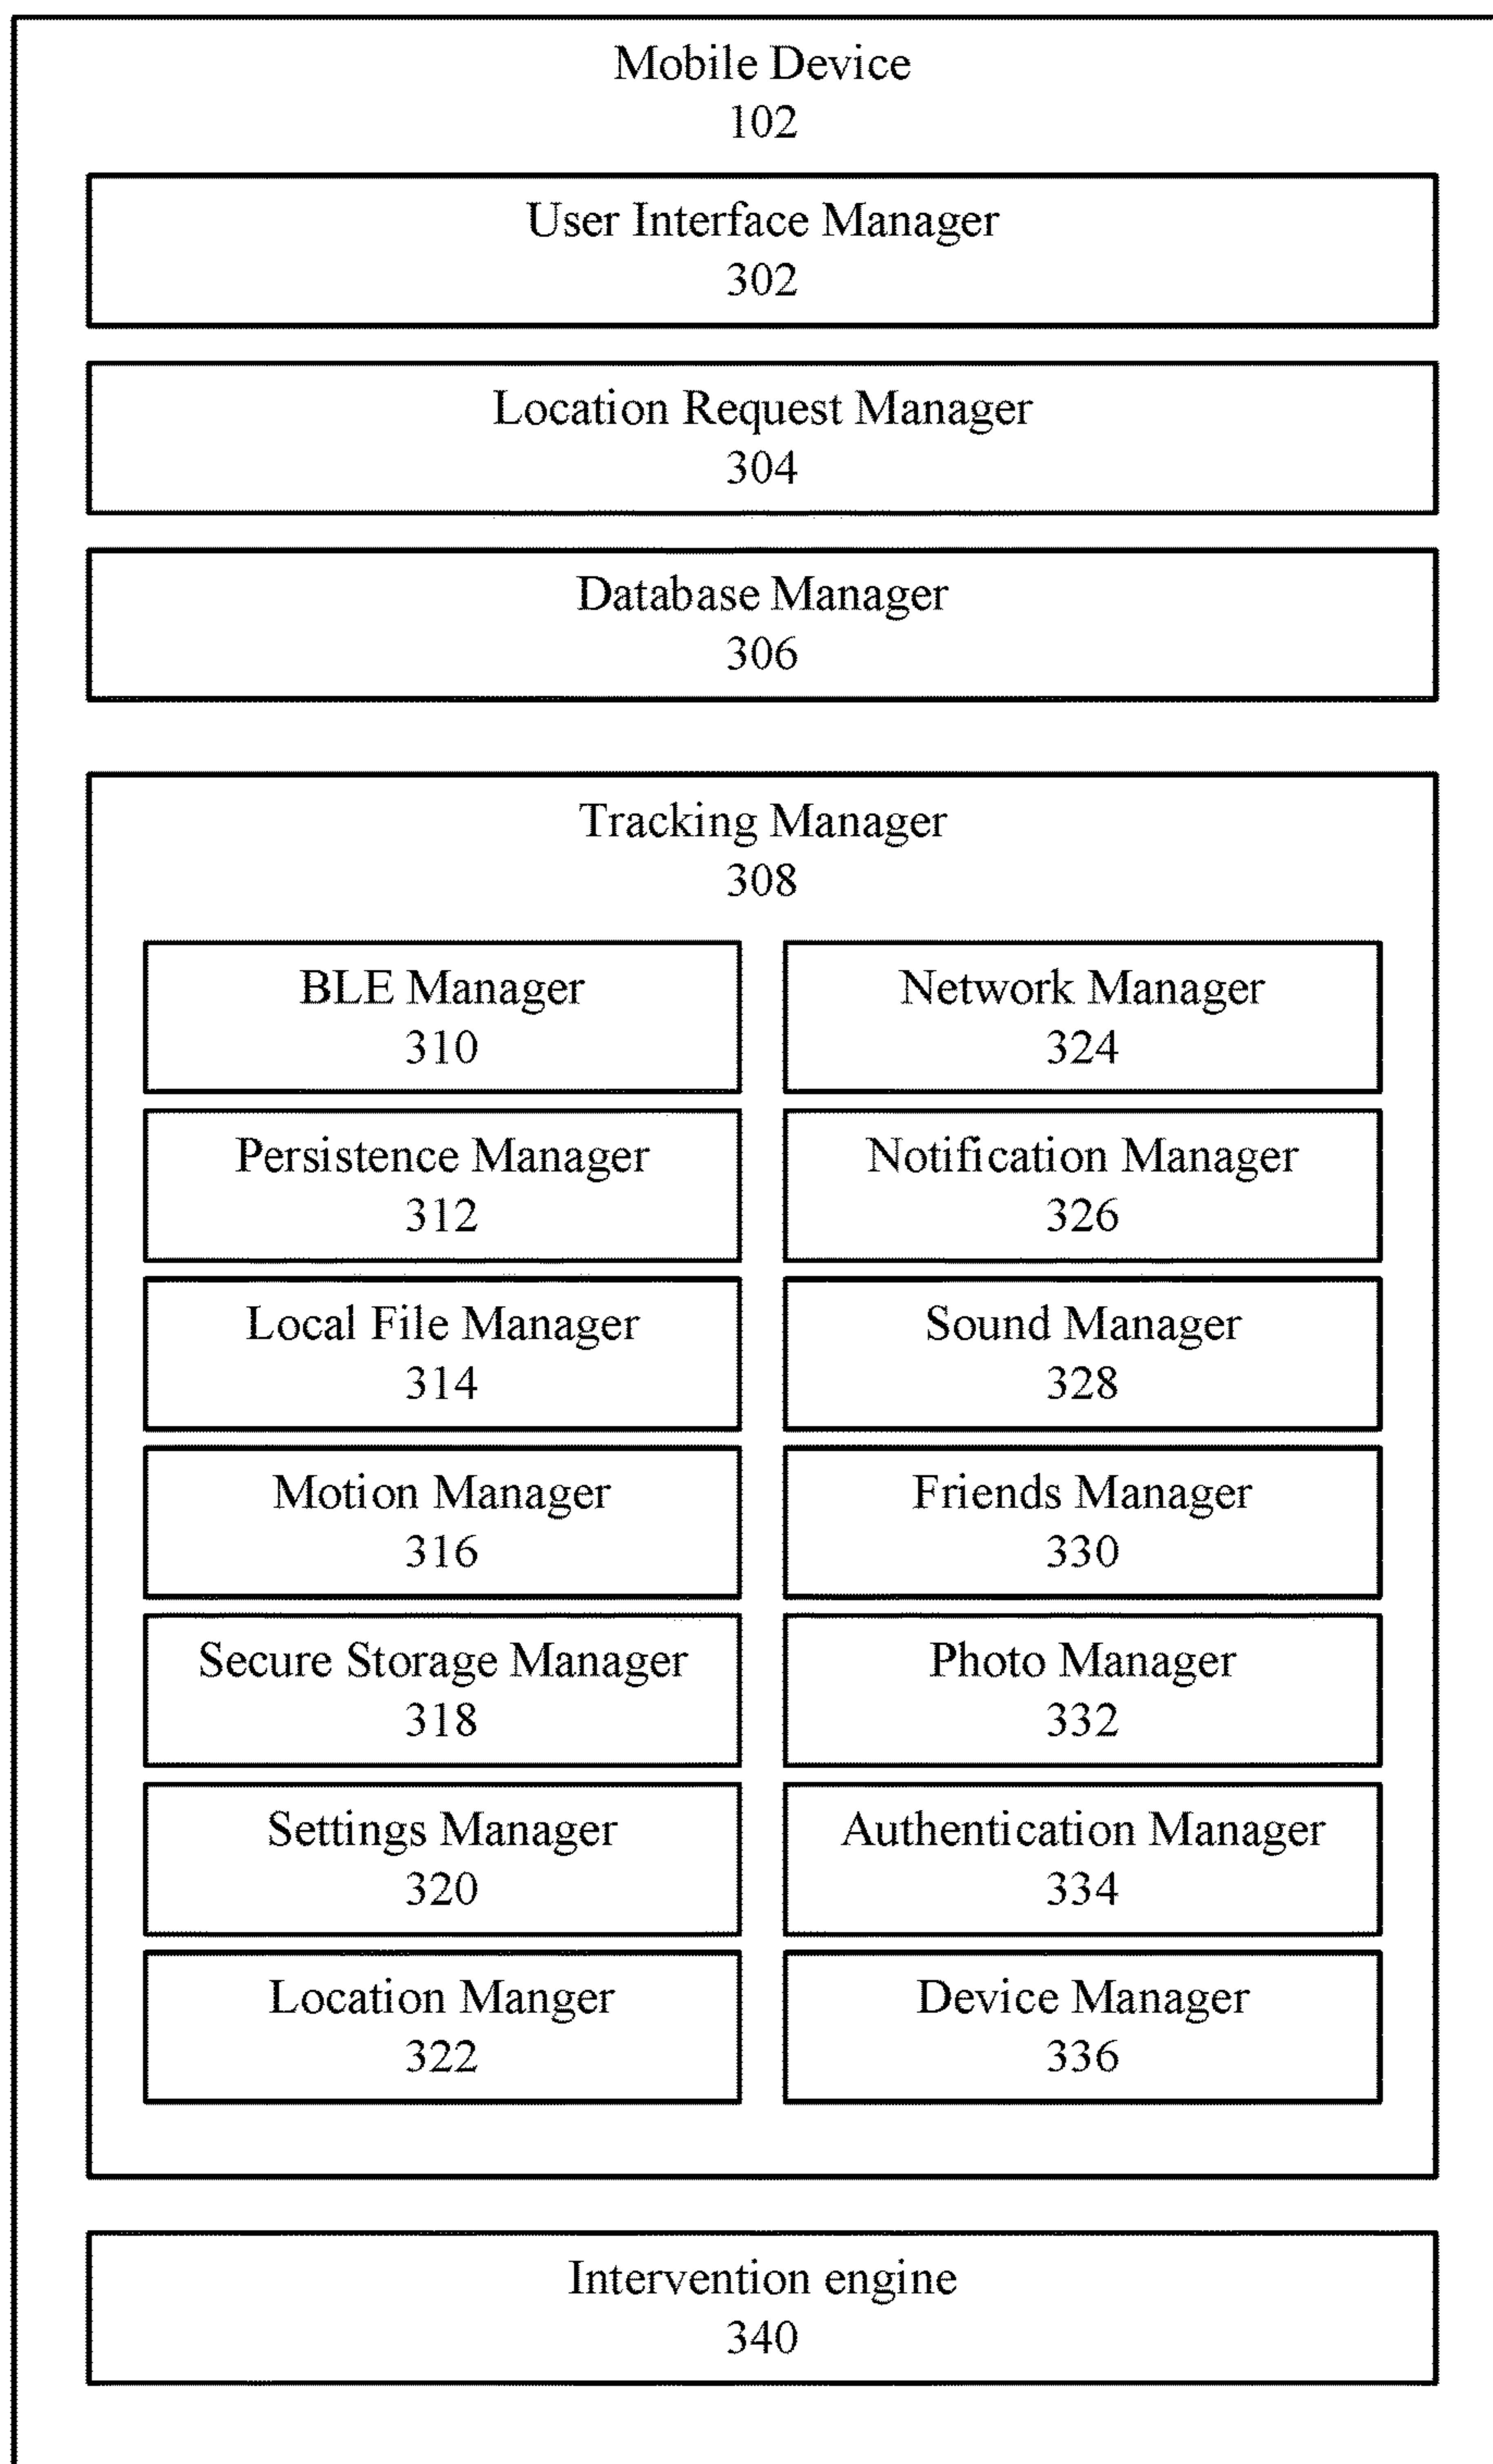 Mobile Device
102
User Interface Manager
302
Location Request Manager
304
Database Manager
306
Tracking Manager
308
BLE Manager
310
Network Manager
324
Persistence Manager
312
Notification Manager
326
Local File Manager
314
Sound Manager
328
Motion Manager
316
Friends Manager
330
Secure Storage Manager
318
Photo Manager
332
Settings Manager
320
Authentication Manager
334
Location Manger
322
Device Manager
336
Intervention engine
340